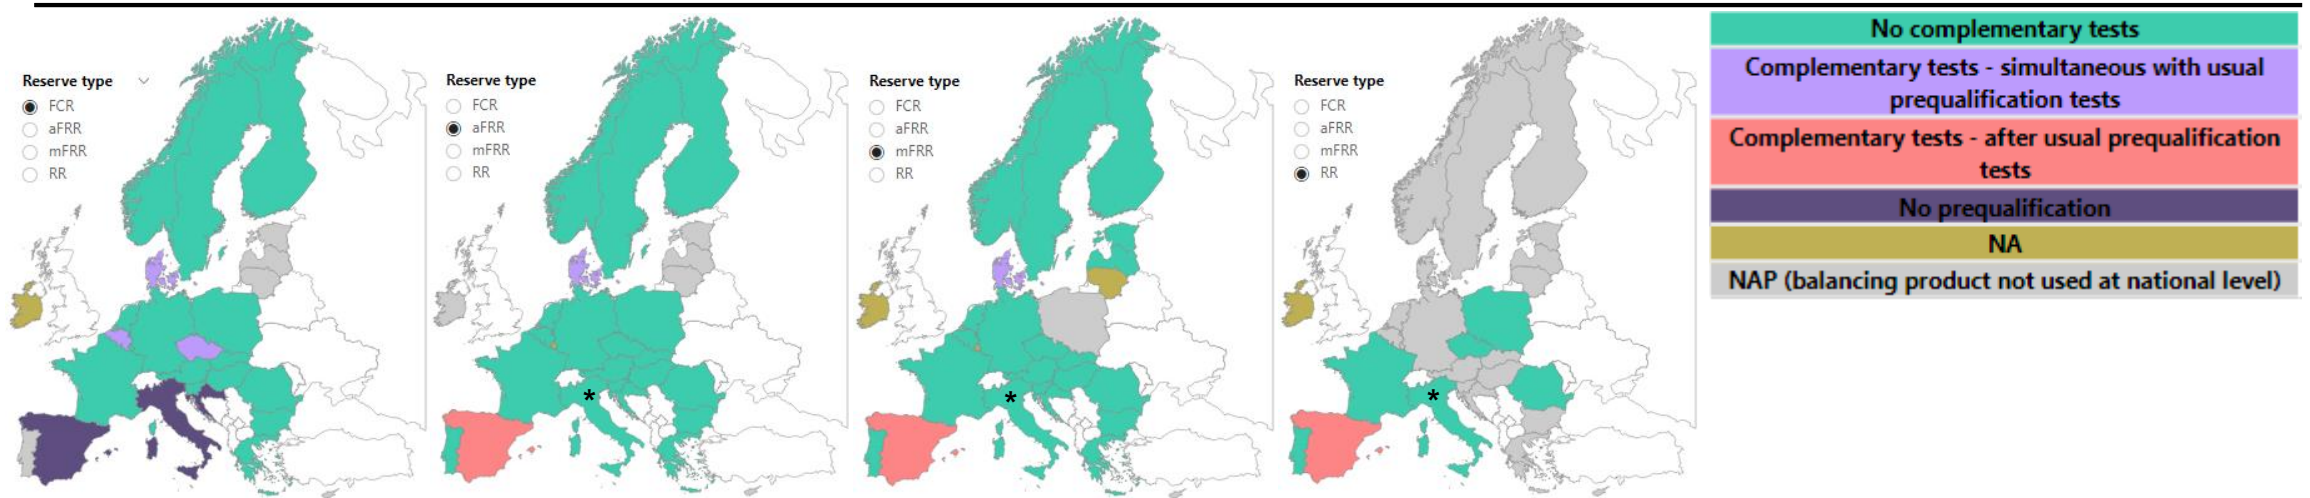 Reserve type
FCR
aFRR
mFRR
RR
Reserve type
FCR
aFRR
mFRR
RR
*
Reserve type
FCR
aFRR
mFRR
RR
*
Reserve type
FCR
aFRR
mFRR
RR
*
No complementary tests
Complementary tests - simultaneous with usual
prequalification tests
Complementary tests - after usual prequalification
tests
No prequalification
NA
NAP (balancing product not used at national level)